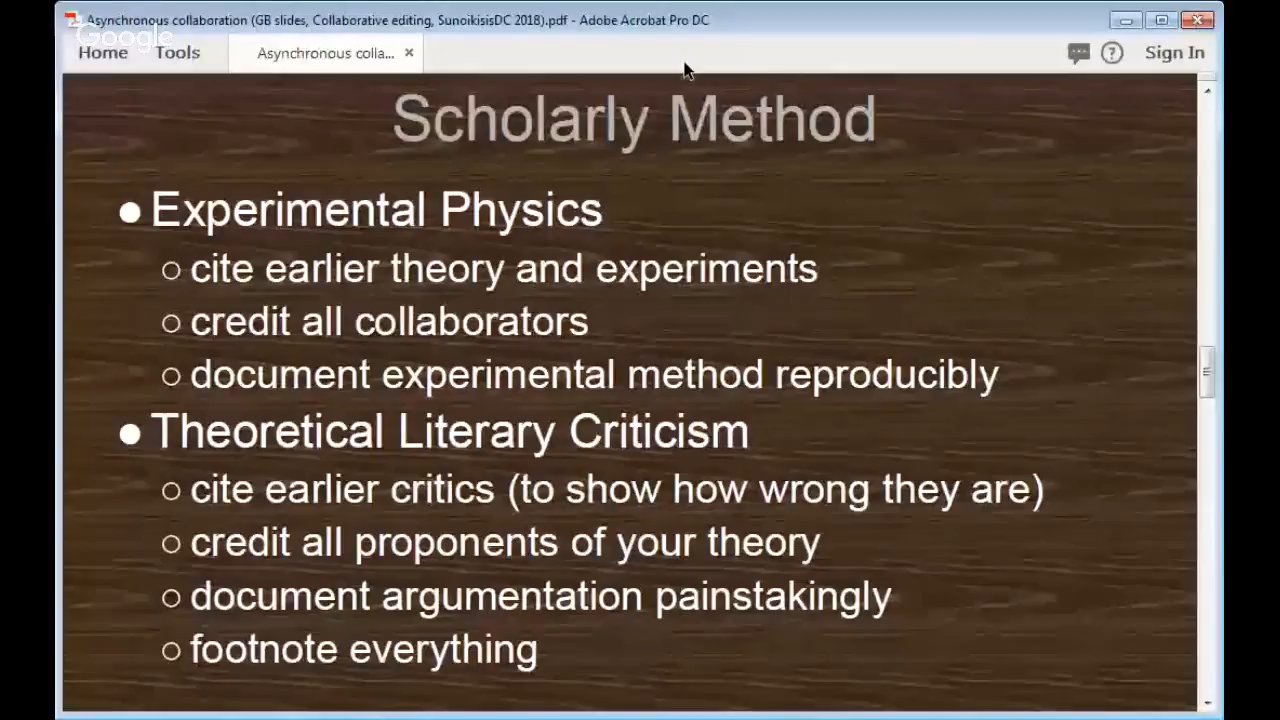 Asynchronous collaboration (GB slides, Collaborative editing, SunoikisisDC 2018).pdf - Adobe Acrobat Pro DC
Google
Home Tools Asynchronous colla... × Sign In
Scholarly Method
● Experimental Physics
○ cite earlier theory and experiments
○ credit all collaborators
○ document experimental method reproducibly
● Theoretical Literary Criticism
○ cite earlier critics (to show how wrong they are)
○ credit all proponents of your theory
○ document argumentation painstakingly
○ footnote everything